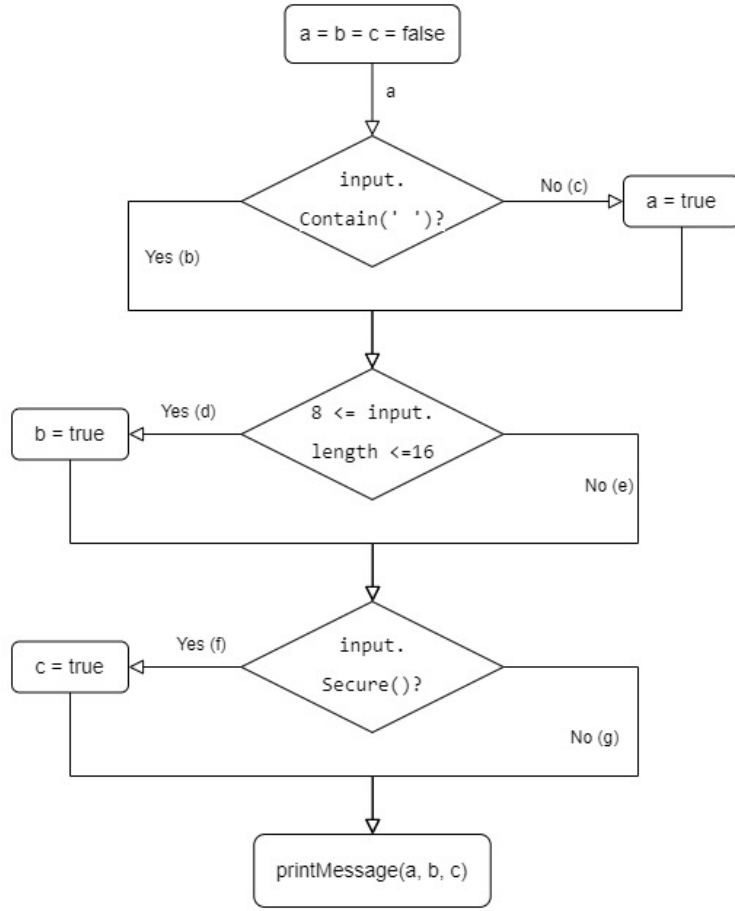 a = b = c = false
a
input.
Contain(' ')?
No (c)
a = true
Yes (b)
8 <= input.
length <=16
Yes (d)
b = true
No (e)
input.
Secure()?
Yes (f)
c = true
No (g)
printMessage(a, b, c)